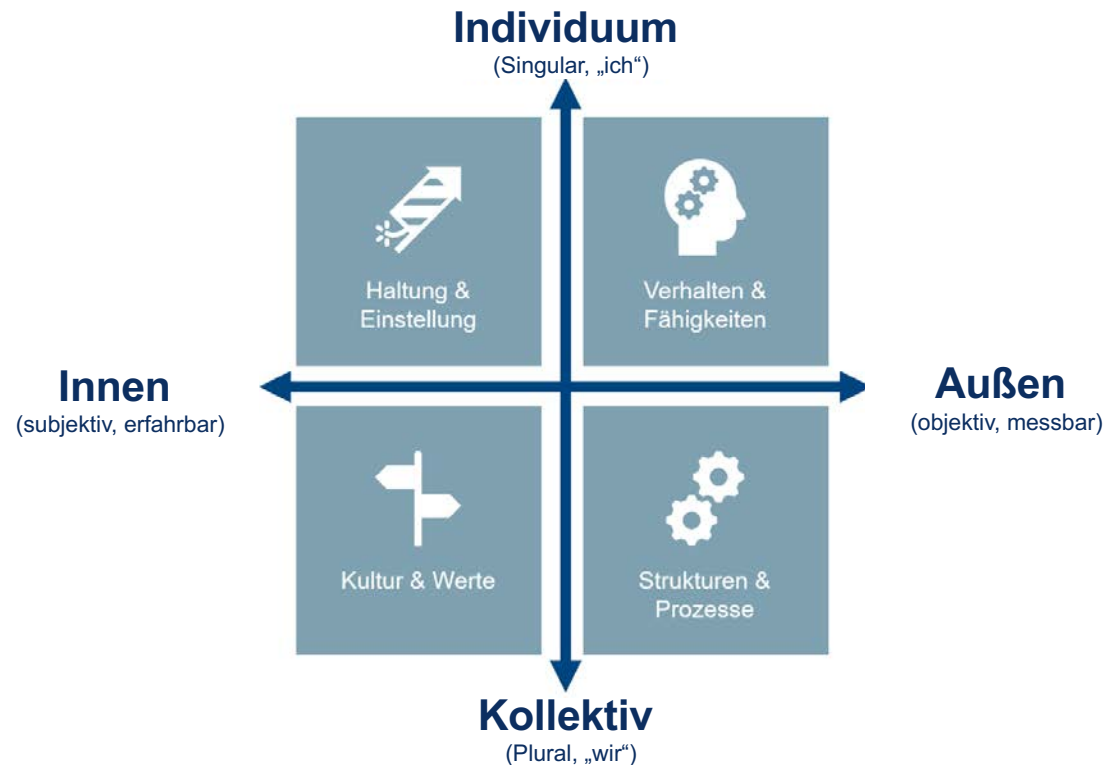 Individuum
(Singular, „ich“)
Haltung &
Einstellung
Verhalten &
Fähigkeiten
Innen
(subjektiv, erfahrbar)
Außen
(objektiv, messbar)
Kultur & Werte
Strukturen &
Prozesse
Kollektiv
(Plural, „wir“)